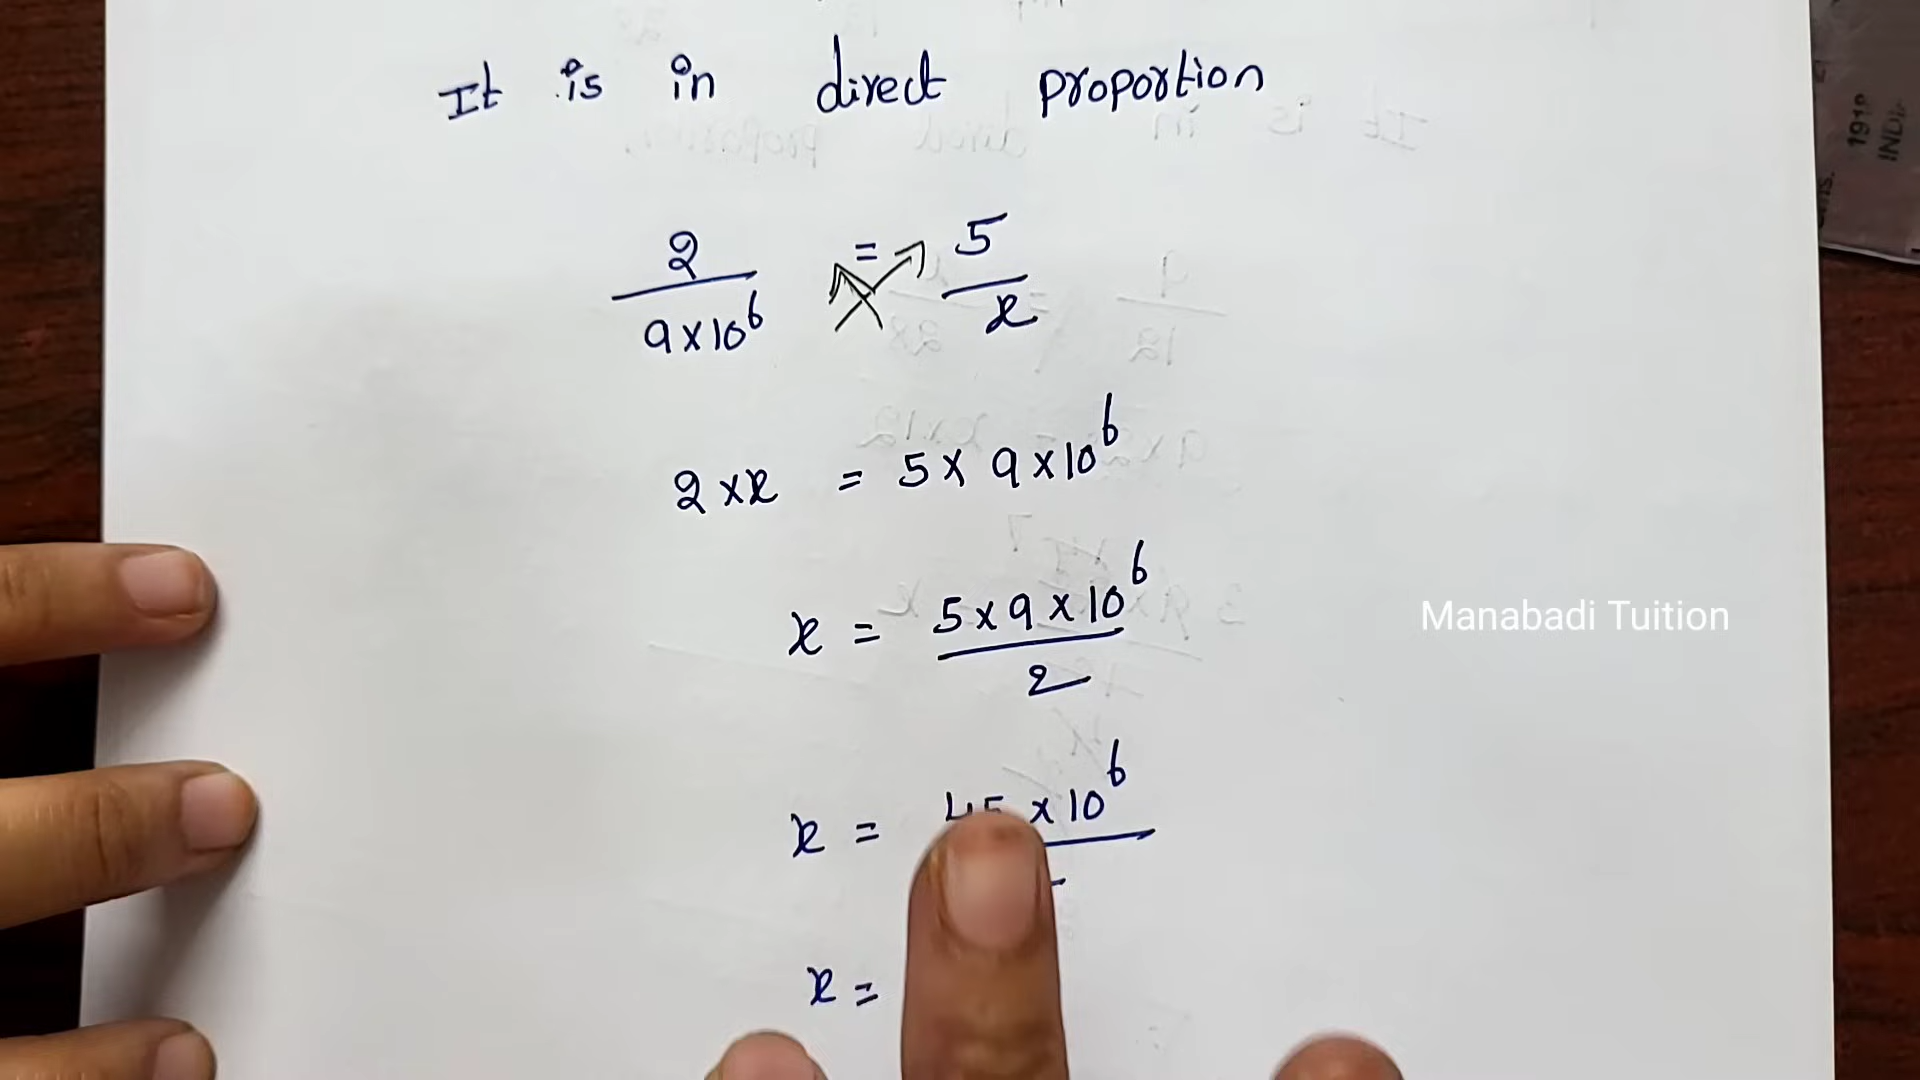 It is in direct proportion
2/9×10⁶ = 5/x
2×x = 5× 9×10⁶
x = 5×9×10⁶/2
x = 45×10⁶
x =
Manabadi Tuition
1919